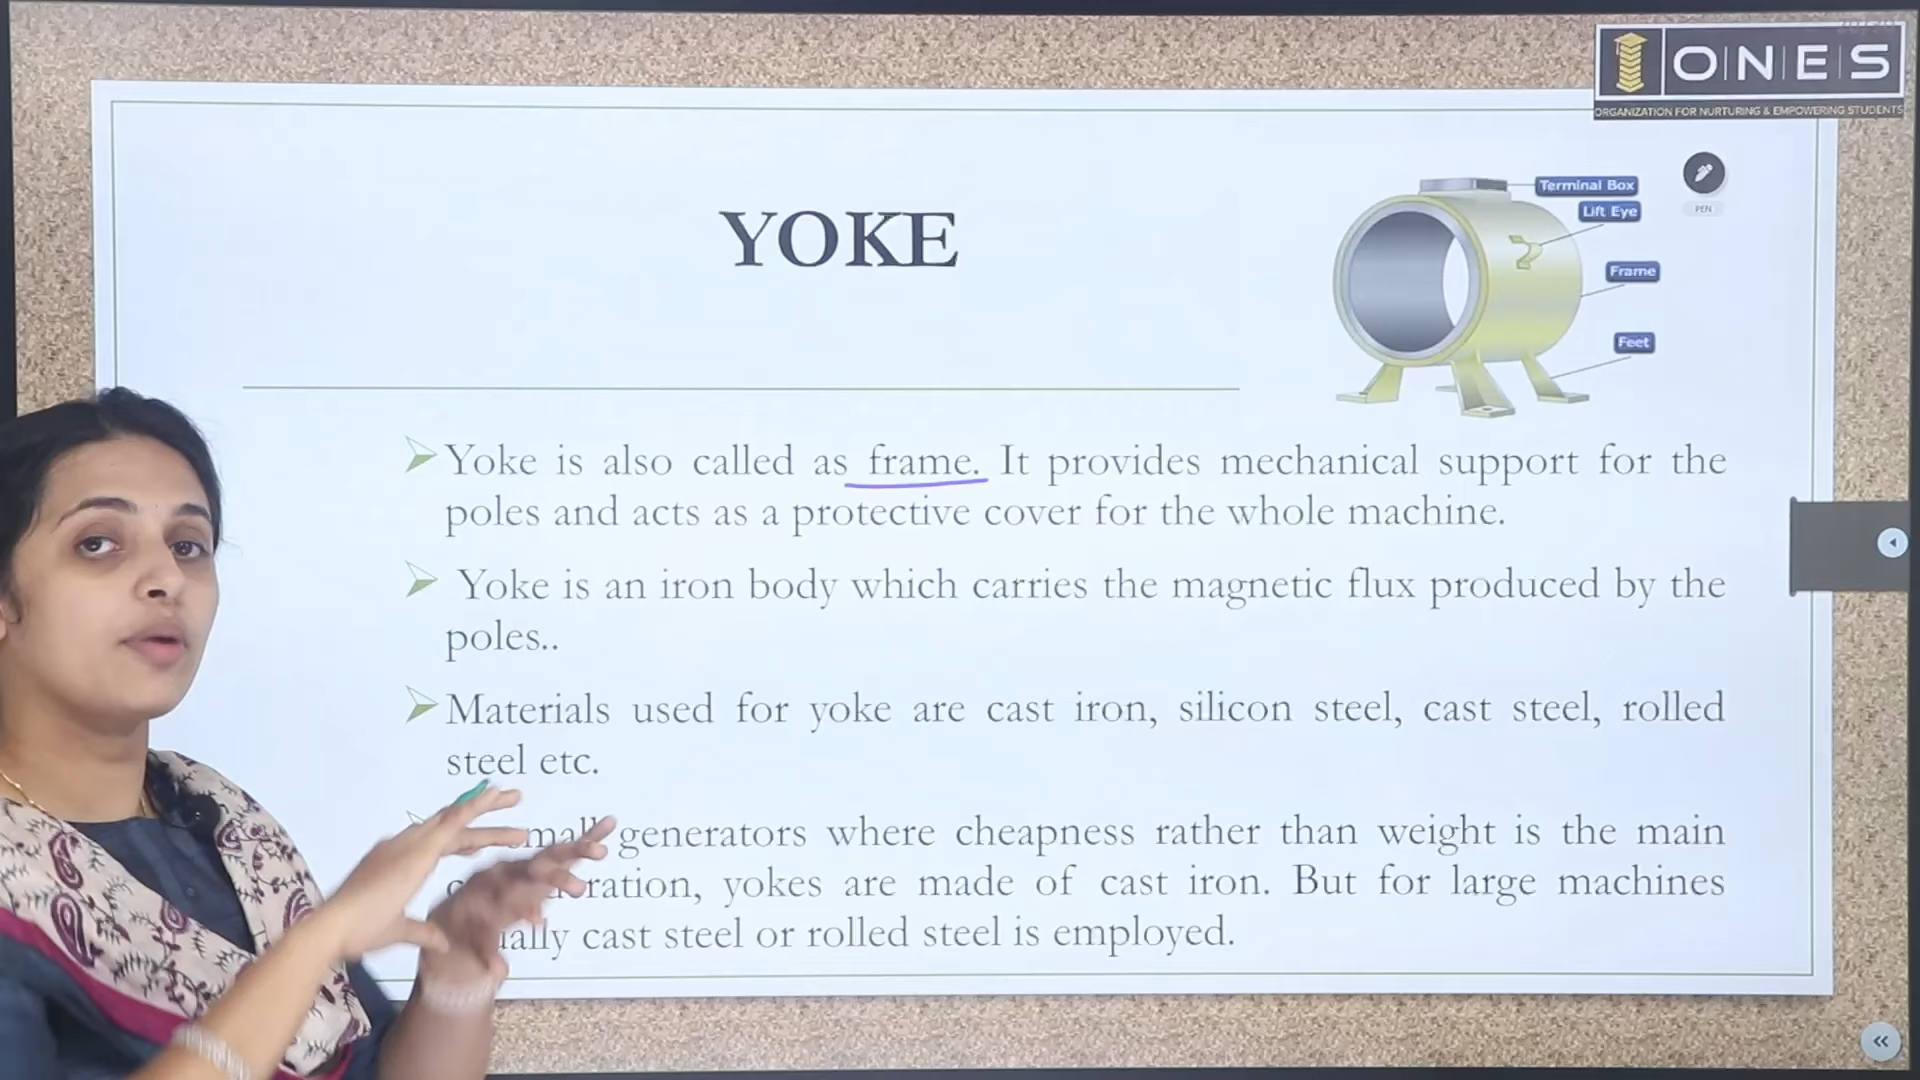 ONES
ORGANIZATION FOR NURTURING & EMPOWERING STUDENTS
Terminal Box
Lift Eye
PEN
YOKE
Frame
Feet
Yoke is also called as frame. It provides mechanical support for the
poles and acts as a protective cover for the whole machine.
Yoke is an iron body which carries the magnetic flux produced by the
poles..
Materials used for yoke are cast iron, silicon steel, cast steel, rolled
steel etc.
generators where cheapness rather than weight is the main
yokes are made of cast iron. But for large machines
cast steel or rolled steel is employed.